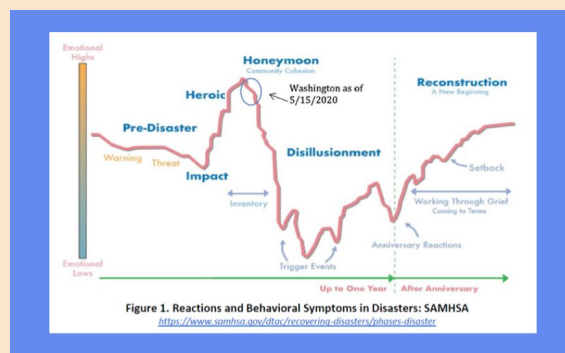 Emotional
Highs
Honeymoon
Community Cohesion
Washington as of
5/15/2020
Reconstruction
A New Beginning
Heroic
Pre-Disaster
Warning
Threat
Disillusionment
Setback
Impact
Inventory
Working Through Grief
Coming to Terms
Trigger Events
Anniversary Reactions
Emotional
Lows
Up to One Year
After Anniversary
Figure 1. Reactions and Behavioral Symptoms in Disasters: SAMHSA
https://www.samhsa.gov/dtac/recovering-disasters/phases-disaster